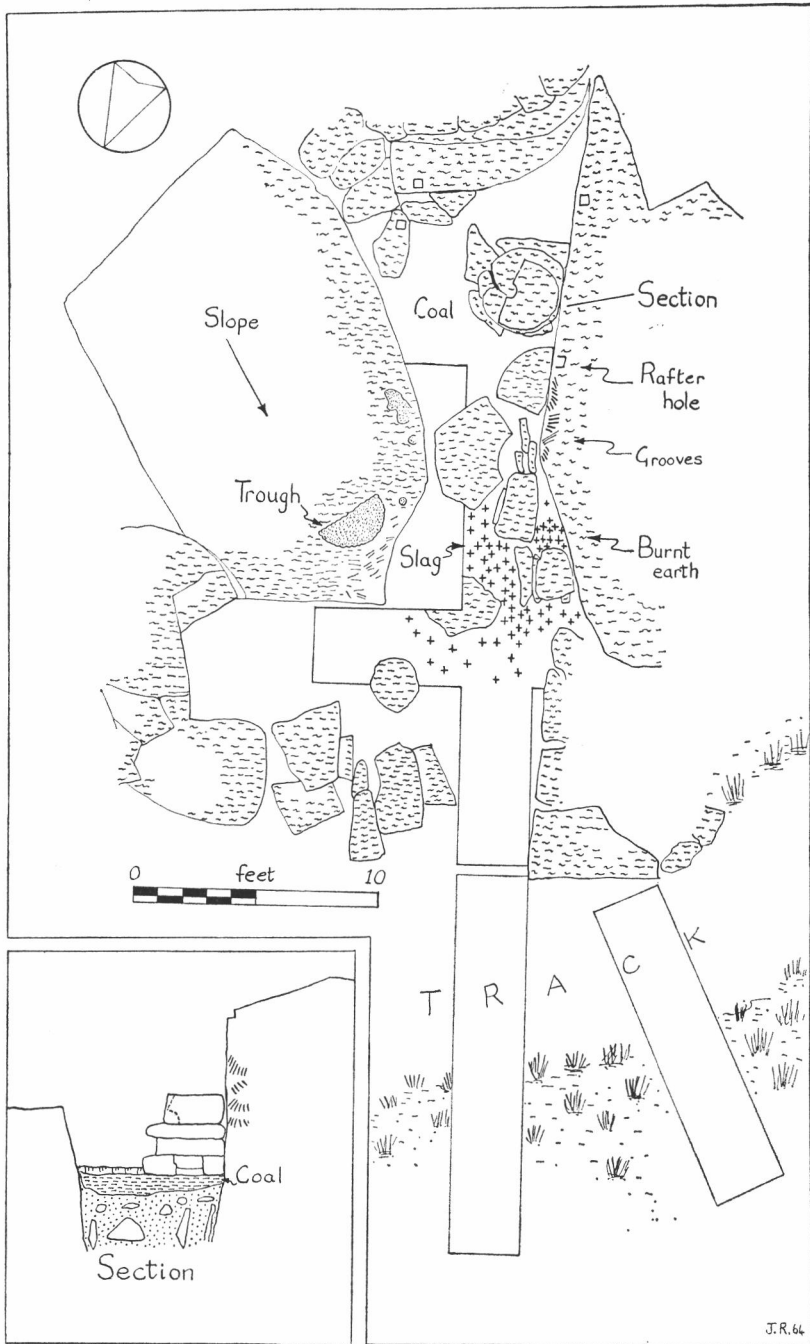 Slope
Coal
Section
Rafter
hole
Grooves
Trough
Slag
Burnt
earth
0 feet 10
T R A C K
Coal
Section
J.R.64